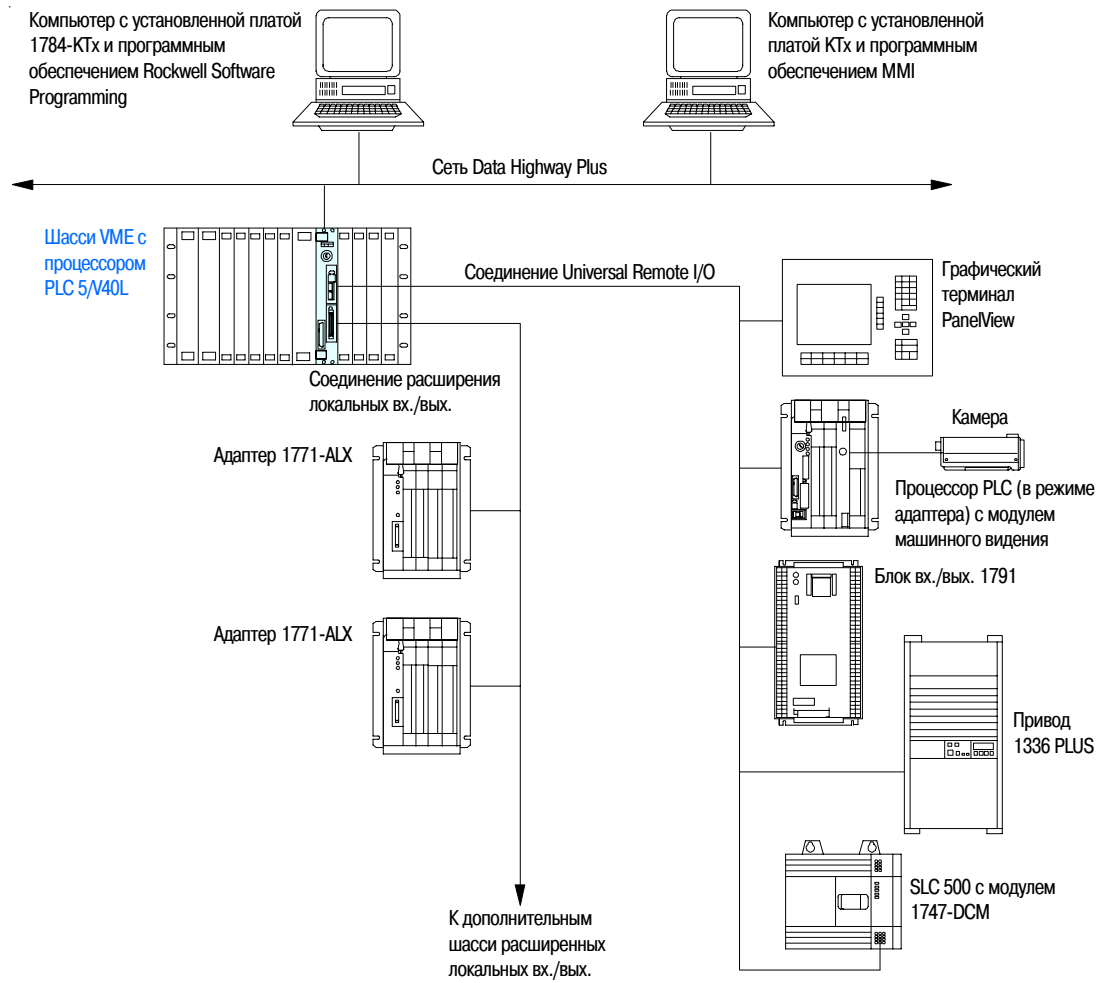 Компьютер с установленной платой
1784-KTx и программным
обеспечением Rockwell Software
Programming
Компьютер с установленной
платой KTx и программным
обеспечением MMI
Сеть Data Highway Plus
Шасси VME с
процессором
PLC 5/V40L
Соединение Universal Remote I/O
Графический
терминал
PanelView
Соединение расширения
локальных вх./вых.
Адаптер 1771-ALX
Камера
Процессор PLC (в режиме
адаптера) с модулем
машинного видения
Блок вх./вых. 1791
Адаптер 1771-ALX
Привод
1336 PLUS
SLC 500 с модулем
1747-DCM
К дополнительным
шасси расширенных
локальных вх./вых.